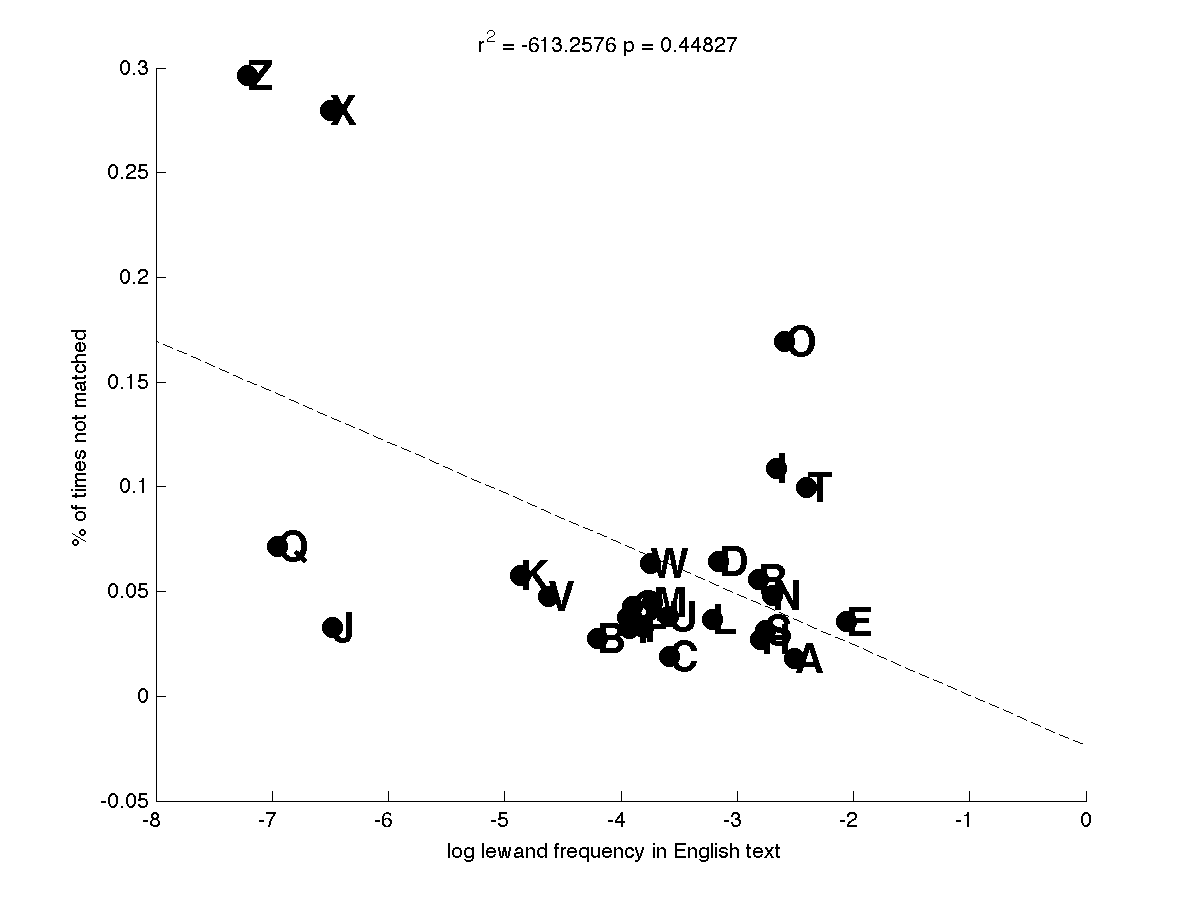 r² = -613.2576 p = 0.44827
0.3
0.25
0.2
0.15
0.1
0.05
0
-0.05
% of times not matched
Z
X
O
I
T
Q
K
V
W
D
R
N
M
U
L
E
J
B
F
C
S
H
A
-8 -7 -6 -5 -4 -3 -2 -1 0
log lewand frequency in English text